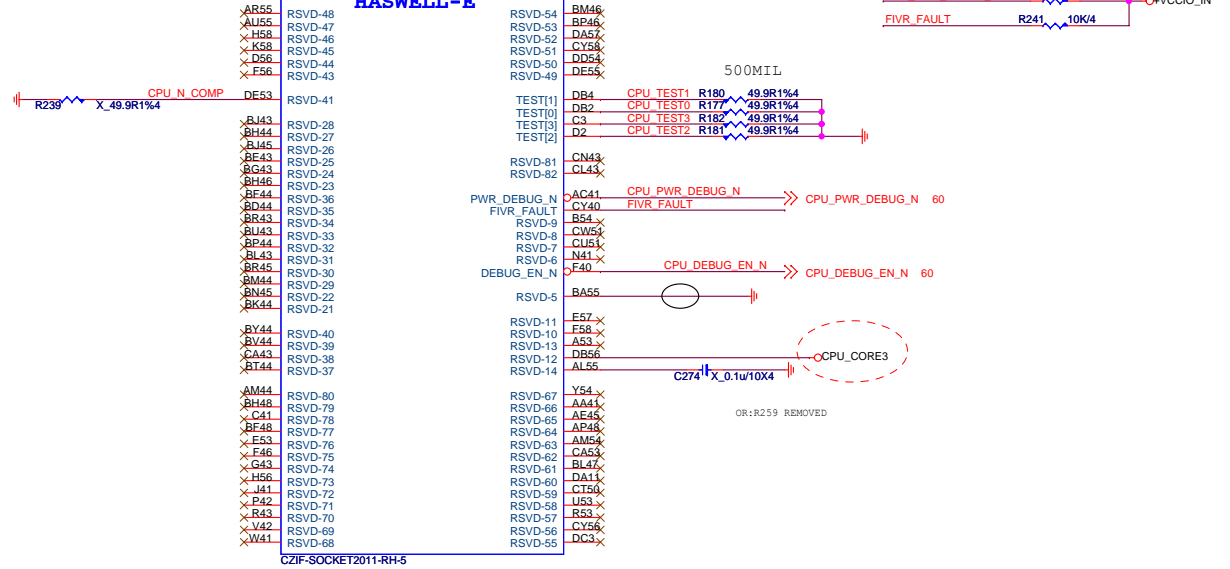 HASWELL-E
+VCCIO_IN
AR55 RSVD-48 RSVD-54 BM46
AU55 RSVD-47 RSVD-53 BP46
FIVR_FAULT R241 10K/4
H58 RSVD-46 RSVD-52 DA57
K58 RSVD-45 RSVD-51 CY58
D56 RSVD-44 RSVD-50 DD54
F56 RSVD-43 RSVD-49 DE55
500MIL
R239 X_49.9R1%4 CPU_N_COMP DE53 RSVD-41 TEST[1] DB4 CPU_TEST1 R180 49.9R1%4
TEST[0] DB2 CPU_TEST0 R177 49.9R1%4
BJ43 RSVD-28 TEST[3] C3 CPU_TEST3 R182 49.9R1%4
BH44 RSVD-27 TEST[2] D2 CPU_TEST2 R181 49.9R1%4
BJ45 RSVD-26
BE43 RSVD-25 RSVD-81 CN43
BG43 RSVD-24 RSVD-82 CL43
BH46 RSVD-23
BF44 RSVD-36 PWR_DEBUG_N AC41 CPU_PWR_DEBUG_N CPU_PWR_DEBUG_N 60
BD44 RSVD-35 FIVR_FAULT CY40 FIVR_FAULT
BR43 RSVD-34 RSVD-9 B54
BU43 RSVD-33 RSVD-8 CW51
BP44 RSVD-32 RSVD-7 CU51
BL43 RSVD-31 RSVD-6 N41
BR45 RSVD-30 DEBUG_EN_N F40 CPU_DEBUG_EN_N CPU_DEBUG_EN_N 60
BM44 RSVD-29
BN45 RSVD-22 RSVD-5 BA55
BK44 RSVD-21
RSVD-11 E57
BY44 RSVD-40 RSVD-10 F58
BV44 RSVD-39 RSVD-13 A53
CA43 RSVD-38 RSVD-12 DB56 CPU_CORE3
BT44 RSVD-37 RSVD-14 AL55 C274 X_0.1u/10X4
AM44 RSVD-80 RSVD-67 Y54
BH48 RSVD-79 RSVD-66 AA41
C41 RSVD-78 RSVD-65 AE45
OR:R259 REMOVED
BF48 RSVD-77 RSVD-64 AP48
E53 RSVD-76 RSVD-63 AM54
F46 RSVD-75 RSVD-62 CA53
G43 RSVD-74 RSVD-61 BL47
H56 RSVD-73 RSVD-60 DA11
J41 RSVD-72 RSVD-59 CT50
P42 RSVD-71 RSVD-58 U53
R43 RSVD-70 RSVD-57 R53
V42 RSVD-69 RSVD-56 CY56
W41 RSVD-68 RSVD-55 DC3
CZIF-SOCKET2011-RH-5